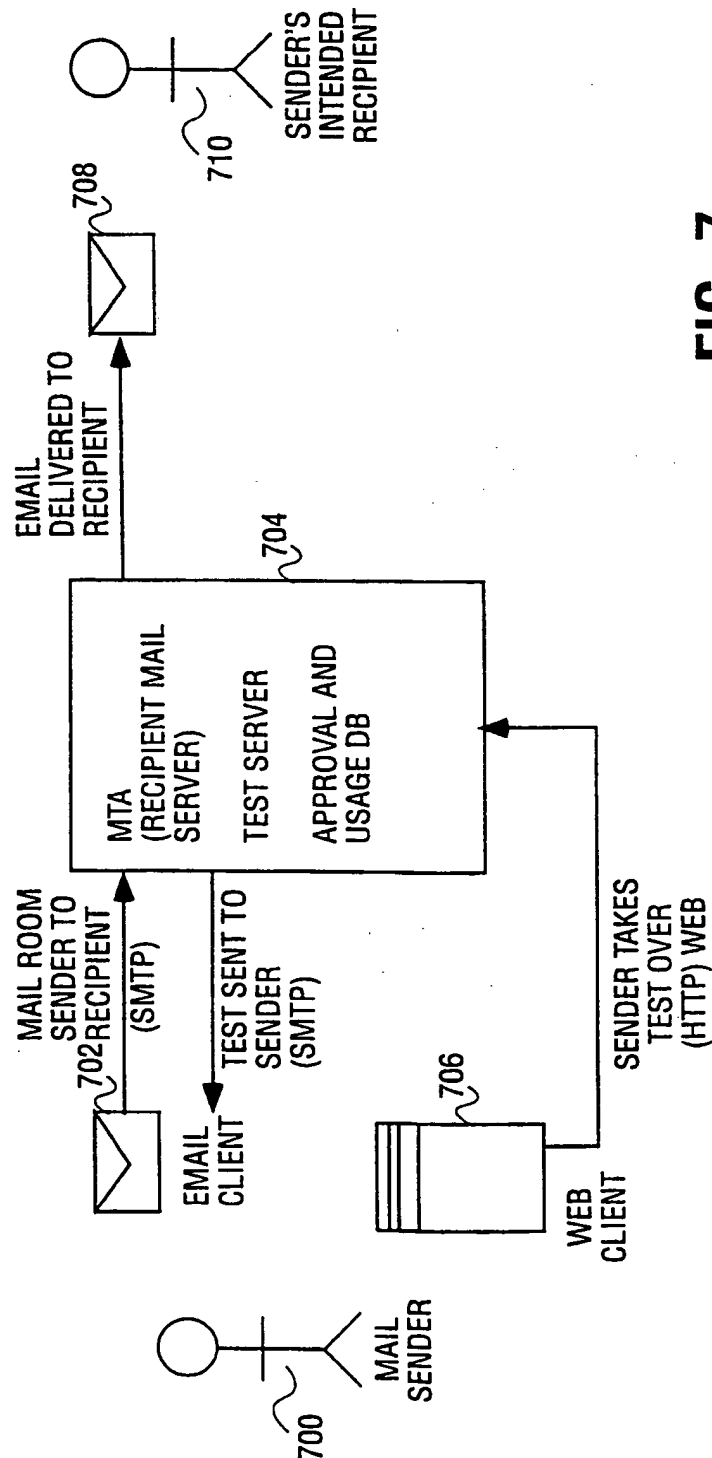 MAIL ROOM
SENDER TO
RECIPIENT
(SMTP)
702
EMAIL
CLIENT
TEST SENT TO
SENDER
(SMTP)
MTA
(RECIPIENT MAIL
SERVER)
TEST SERVER
APPROVAL AND
USAGE DB
704
EMAIL
DELIVERED TO
RECIPIENT
708
710
SENDER'S
INTENDED
RECIPIENT
700
MAIL
SENDER
706
WEB
CLIENT
SENDER TAKES
TEST OVER
(HTTP) WEB
FIG. 7